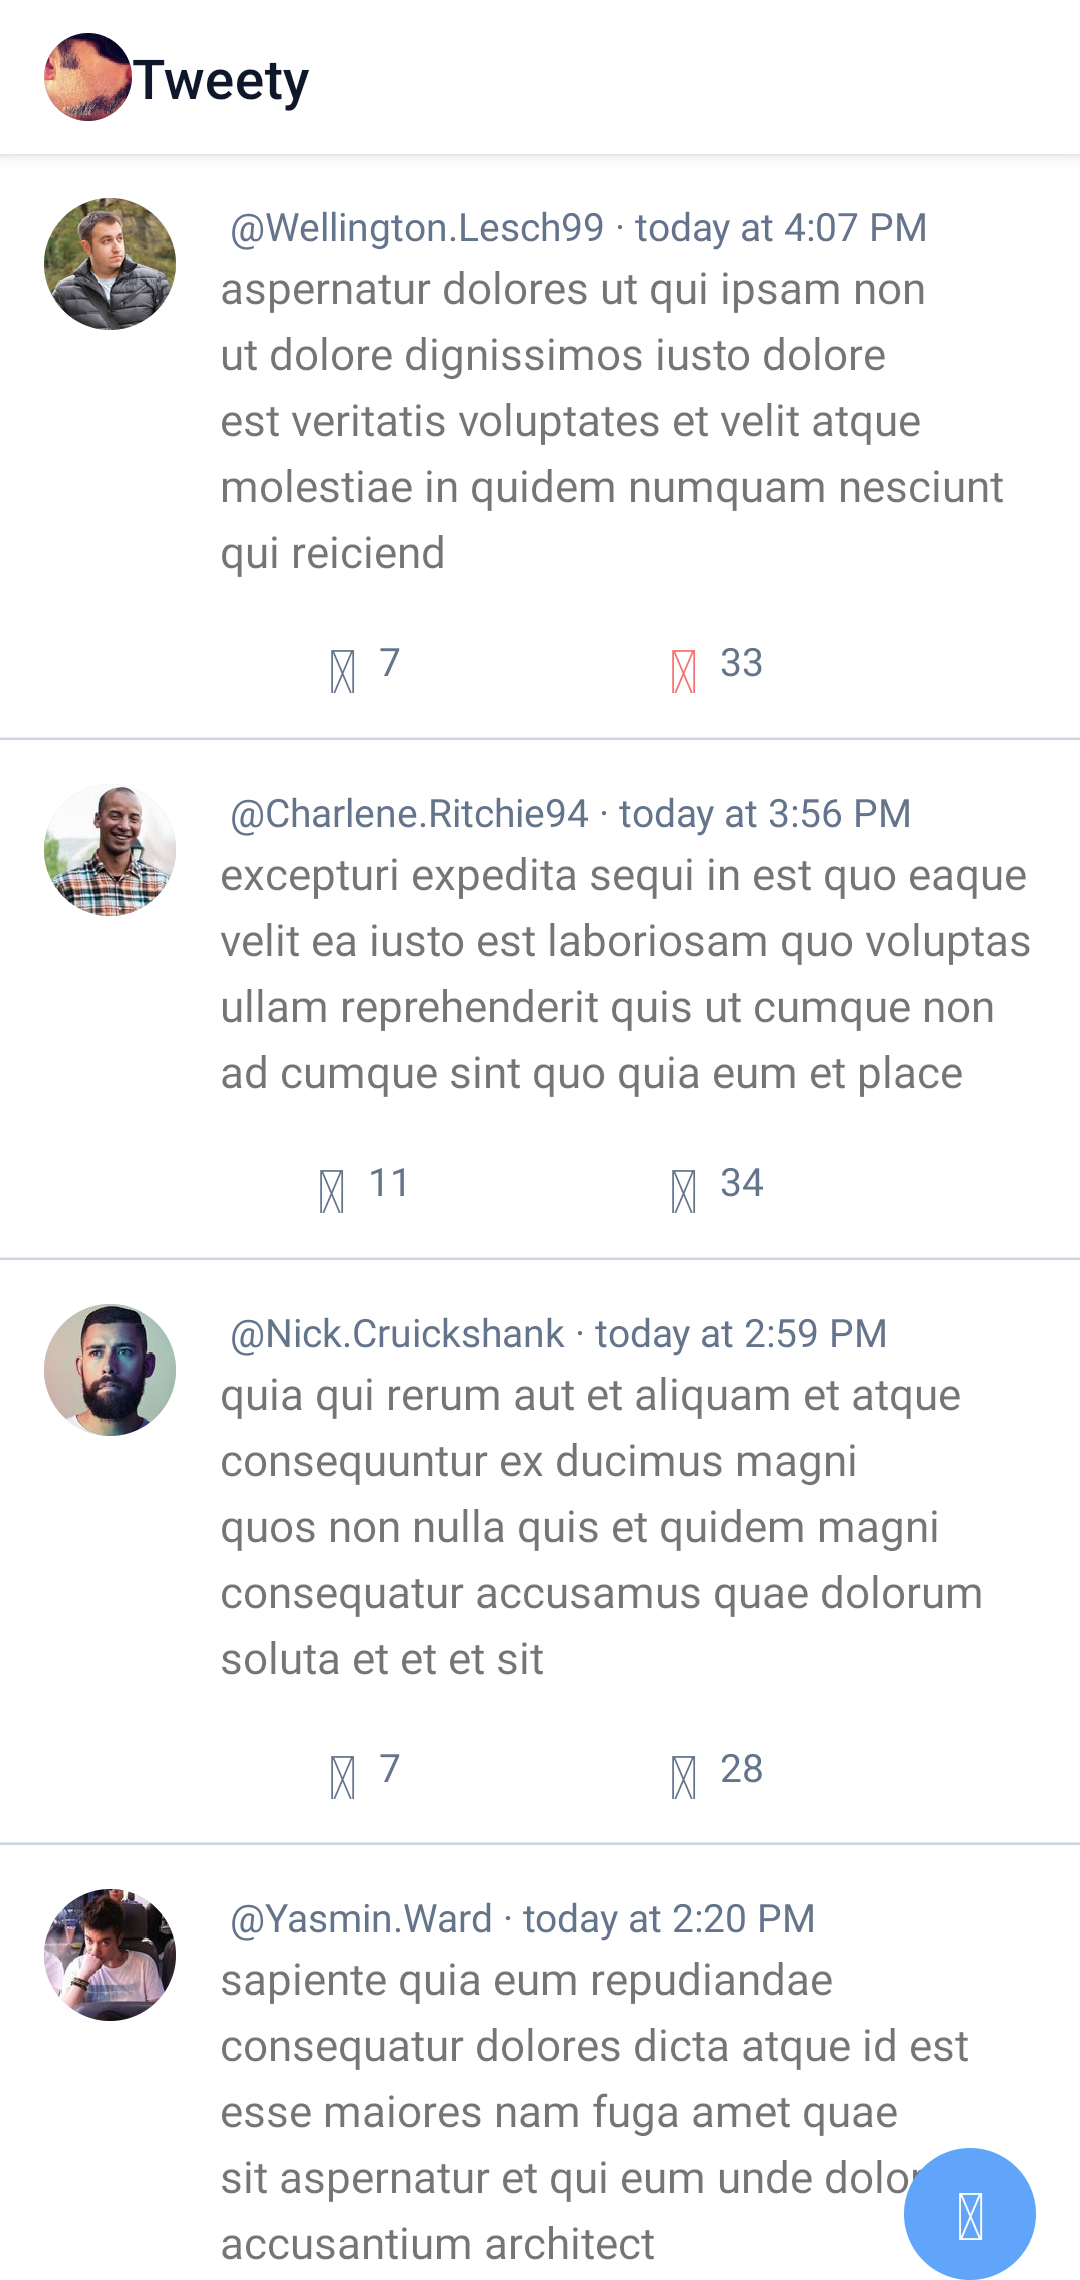 Tweety
@Wellington.Lesch99 · today at 4:07 PM
aspernatur dolores ut qui ipsam non
ut dolore dignissimos iusto dolore
est veritatis voluptates et velit atque
molestiae in quidem numquam nesciunt
qui reiciend
7 33
@Charlene.Ritchie94 · today at 3:56 PM
excepturi expedita sequi in est quo eaque
velit ea iusto est laboriosam quo voluptas
ullam reprehenderit quis ut cumque non
ad cumque sint quo quia eum et place
11 34
@Nick.Cruickshank · today at 2:59 PM
quia qui rerum aut et aliquam et atque
consequuntur ex ducimus magni
quos non nulla quis et quidem magni
consequatur accusamus quae dolorum
soluta et et et sit
7 28
@Yasmin.Ward · today at 2:20 PM
sapiente quia eum repudiandae
consequatur dolores dicta atque id est
esse maiores nam fuga amet quae
sit aspernatur et qui eum unde
accusantium architect